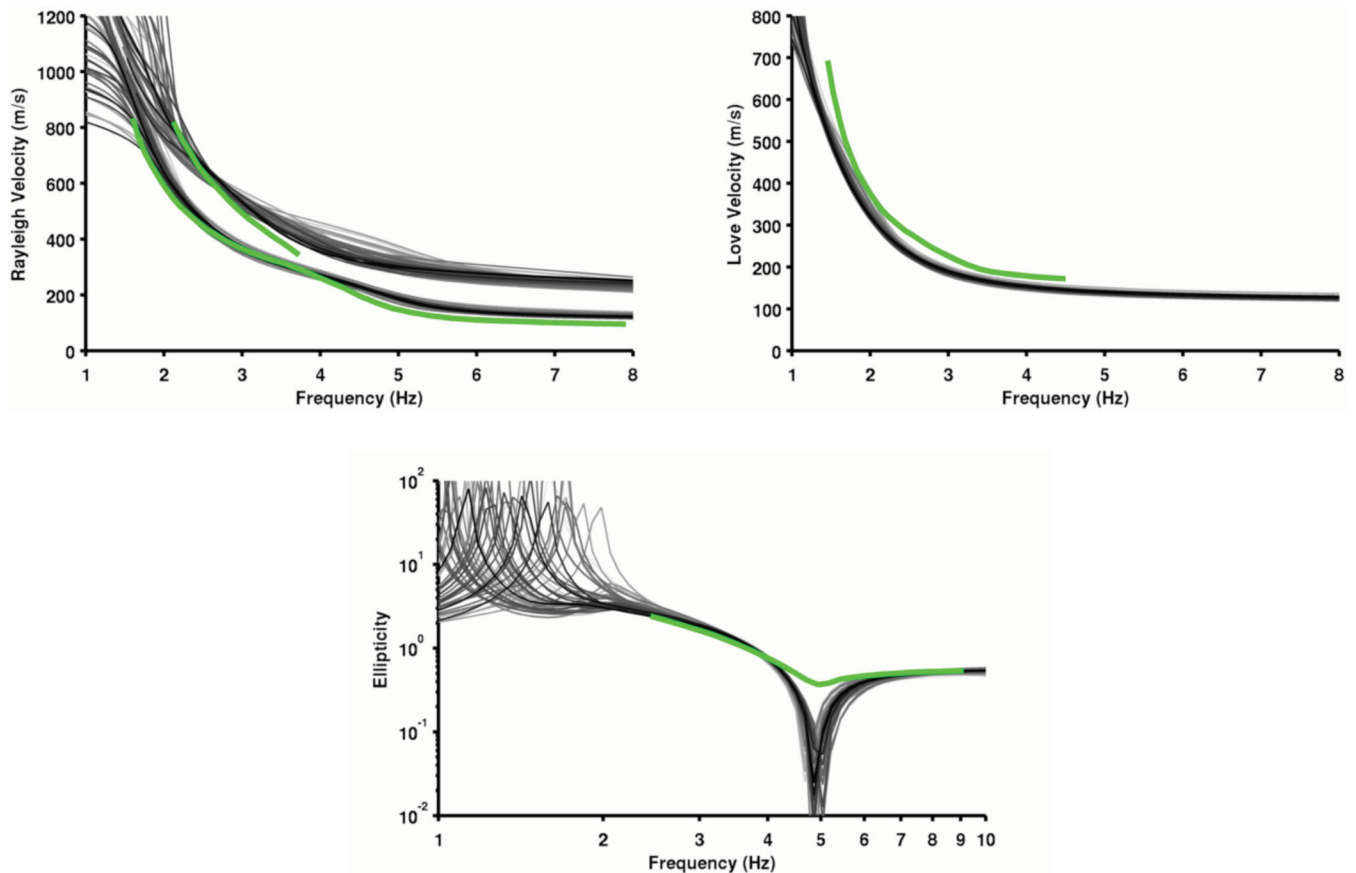 1200
1000
800
600
400
200
0
Rayleigh Velocity (m/s)
1 2 3 4 5 6 7 8
Frequency (Hz)
800
700
600
500
400
300
200
100
0
Love Velocity (m/s)
1 2 3 4 5 6 7 8
Frequency (Hz)
10^2
10^1
10^0
10^-1
10^-2
Ellipticity
1 2 3 4 5 6 7 8 9 10
Frequency (Hz)